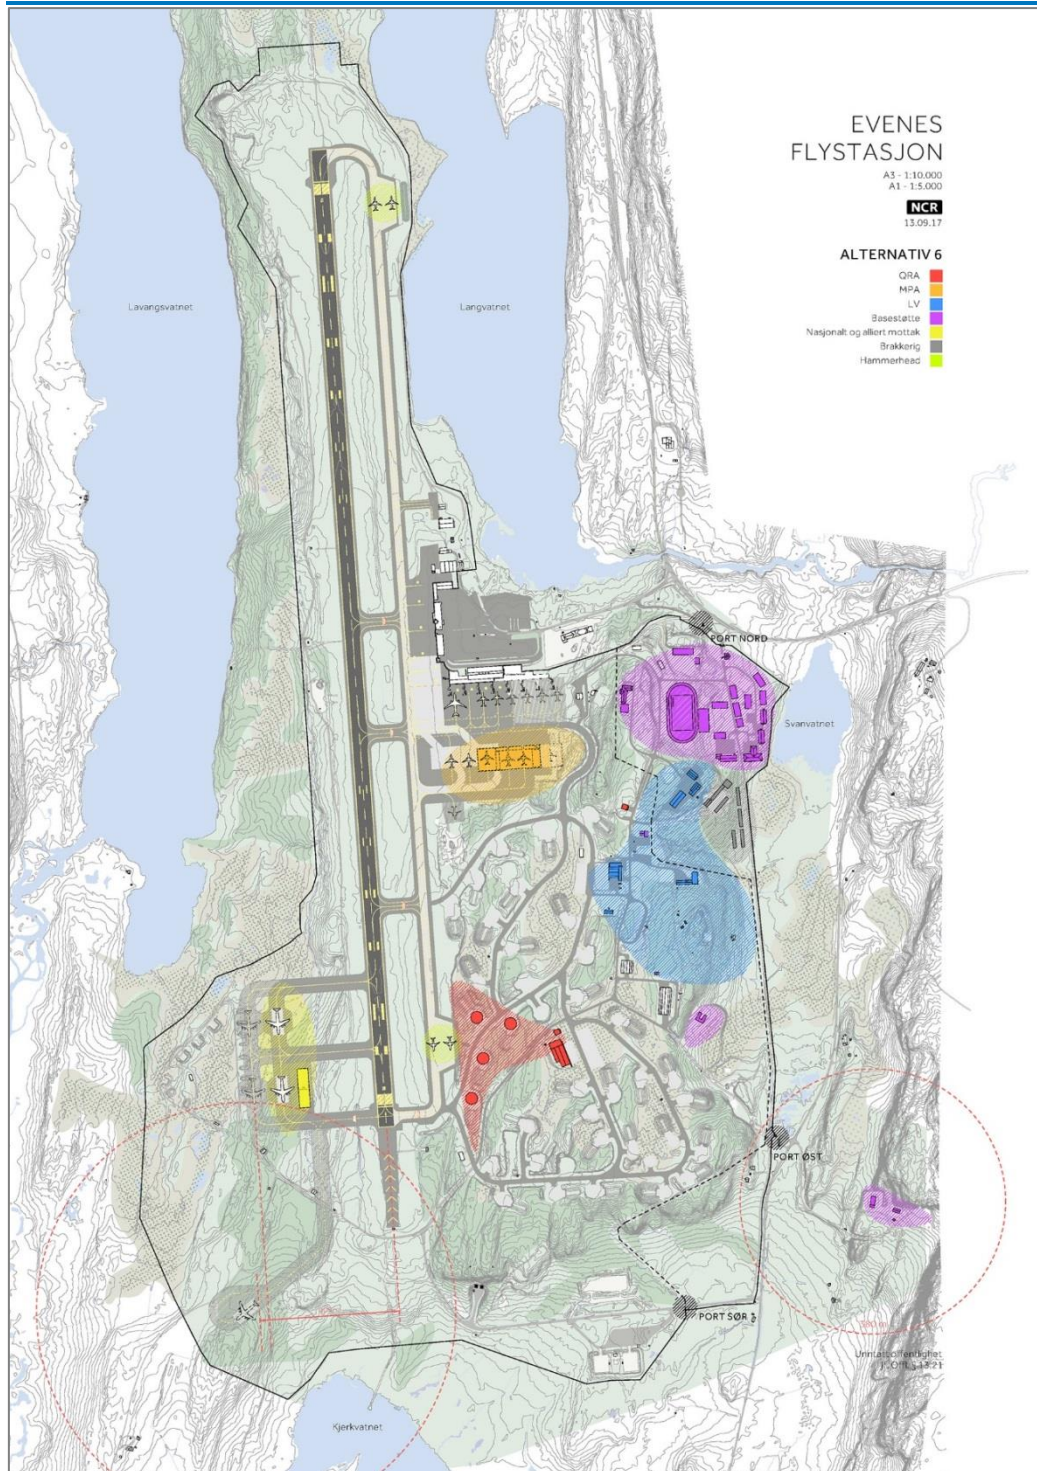 EVENES
FLYSTASJON
A3 - 1:10.000
A1 - 1:5.000
NCR
13.09.17
ALTERNATIV 6
QRA
MPA
LV
Basestøtte
Nasjonalt og alliert mottak
Brakkerig
Hammerhead
Lavangsvatnet
Langvatnet
PORT NORD
Svanvatnet
PORT ØST
PORT SØR
Unntatt offentlighet
Kjerkvatnet